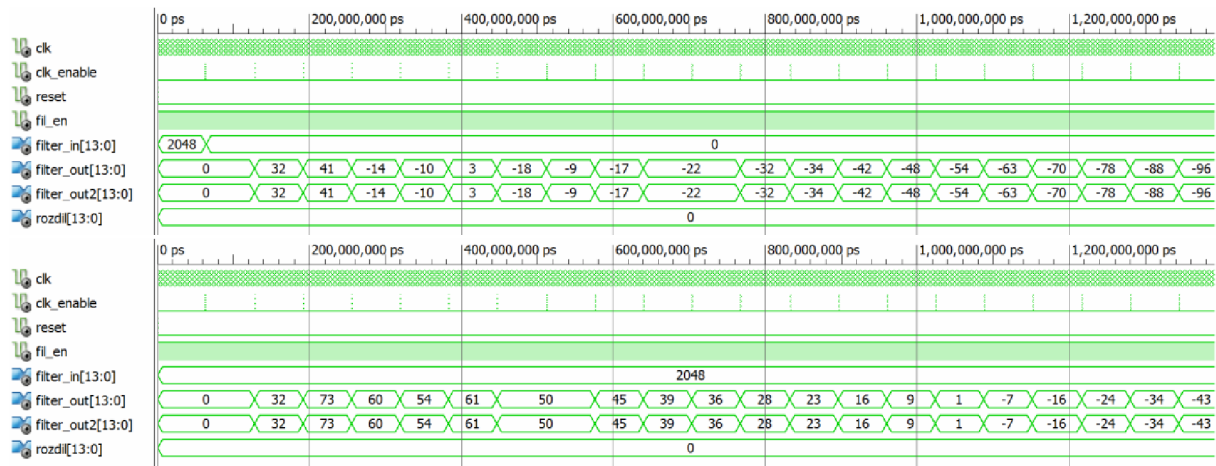 0 ps 200,000,000 ps 400,000,000 ps 600,000,000 ps 800,000,000 ps 1,000,000,000 ps 1,200,000,000 ps
clk
clk_enable
reset
fil_en
filter_in[13:0] 2048 0
filter_out[13:0] 0 32 41 -14 -10 3 -18 -9 -17 -22 -32 -34 -42 -48 -54 -63 -70 -78 -88 -96
filter_out2[13:0] 0 32 41 -14 -10 3 -18 -9 -17 -22 -32 -34 -42 -48 -54 -63 -70 -78 -88 -96
rozdil[13:0] 0
0 ps 200,000,000 ps 400,000,000 ps 600,000,000 ps 800,000,000 ps 1,000,000,000 ps 1,200,000,000 ps
clk
clk_enable
reset
fil_en
filter_in[13:0] 2048
filter_out[13:0] 0 32 73 60 54 61 50 45 39 36 28 23 16 9 1 -7 -16 -24 -34 -43
filter_out2[13:0] 0 32 73 60 54 61 50 45 39 36 28 23 16 9 1 -7 -16 -24 -34 -43
rozdil[13:0] 0